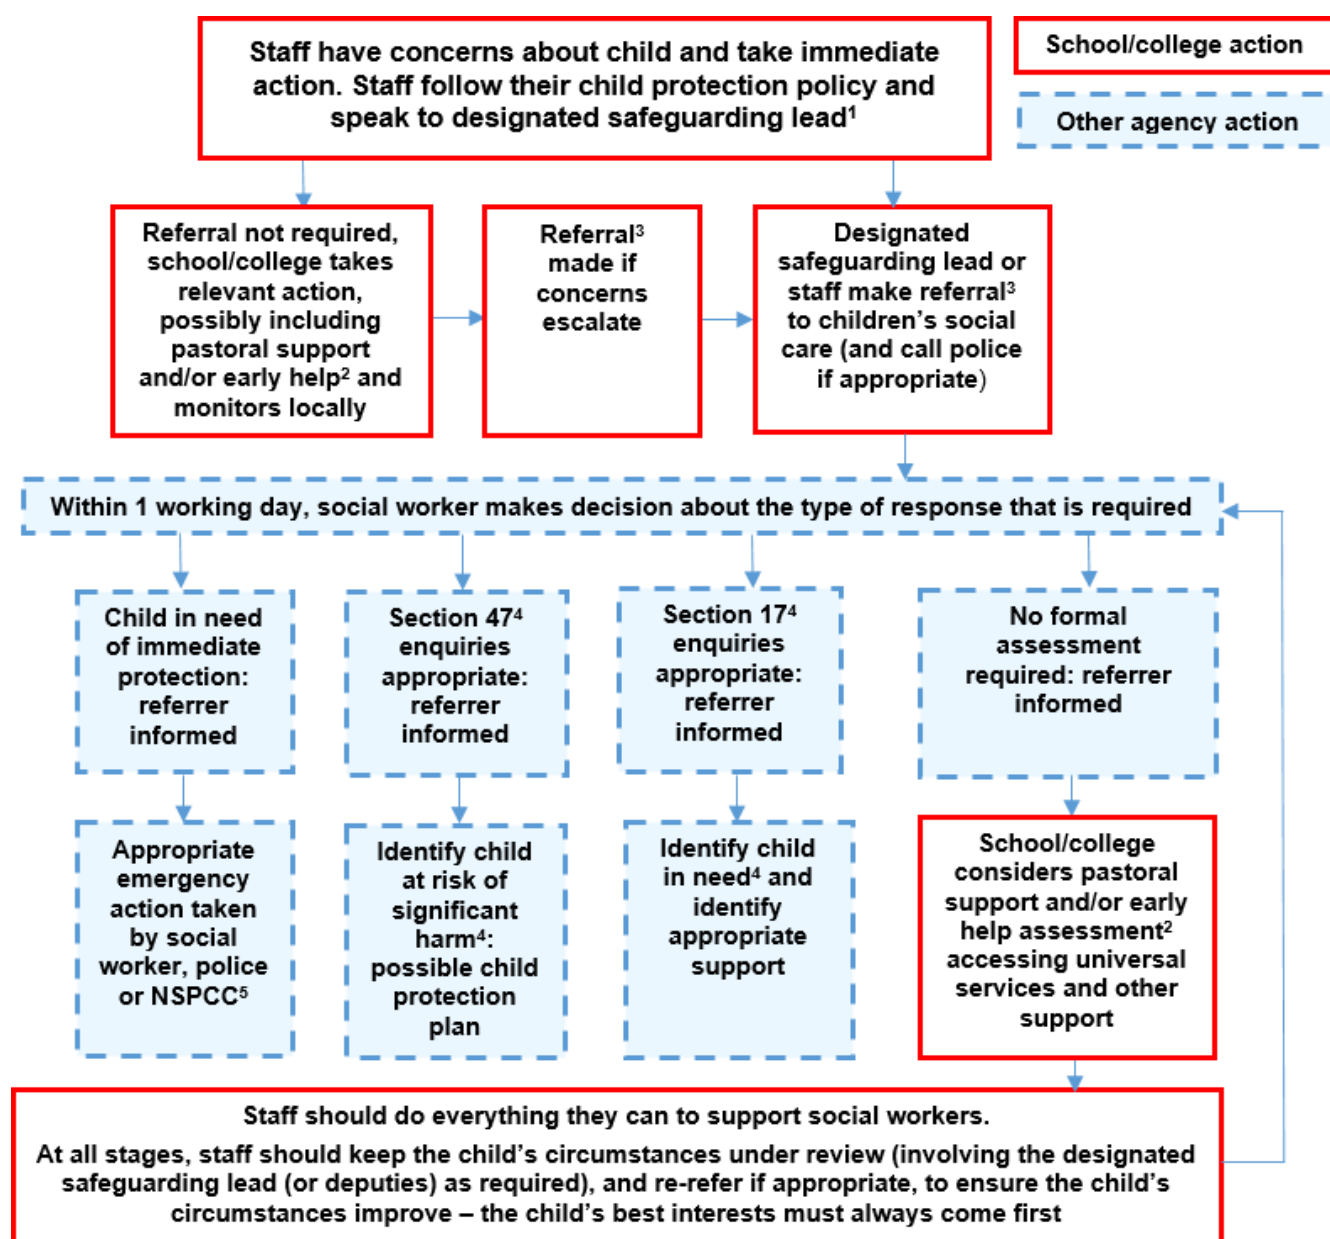 Staff have concerns about child and take immediate
action. Staff follow their child protection policy and
speak to designated safeguarding lead¹
School/college action
Other agency action
Referral not required,
school/college takes
relevant action,
possibly including
pastoral support
and/or early help² and
monitors locally
Referral³
made if
concerns
escalate
Designated
safeguarding lead or
staff make referral³
to children’s social
care (and call police
if appropriate)
Within 1 working day, social worker makes decision about the type of response that is required
Child in need
of immediate
protection:
referrer
informed
Section 47⁴
enquiries
appropriate:
referrer
informed
Section 17⁴
enquiries
appropriate:
referrer
informed
No formal
assessment
required: referrer
informed
Appropriate
emergency
action taken
by social
worker, police
or NSPCC⁵
Identify child
at risk of
significant
harm⁴:
possible child
protection
plan
Identify child
in need⁴ and
identify
appropriate
support
School/college
considers pastoral
support and/or early
help assessment²
accessing universal
services and other
support
Staff should do everything they can to support social workers.
At all stages, staff should keep the child’s circumstances under review (involving the designated
safeguarding lead (or deputies) as required), and re-refer if appropriate, to ensure the child’s
circumstances improve – the child’s best interests must always come first